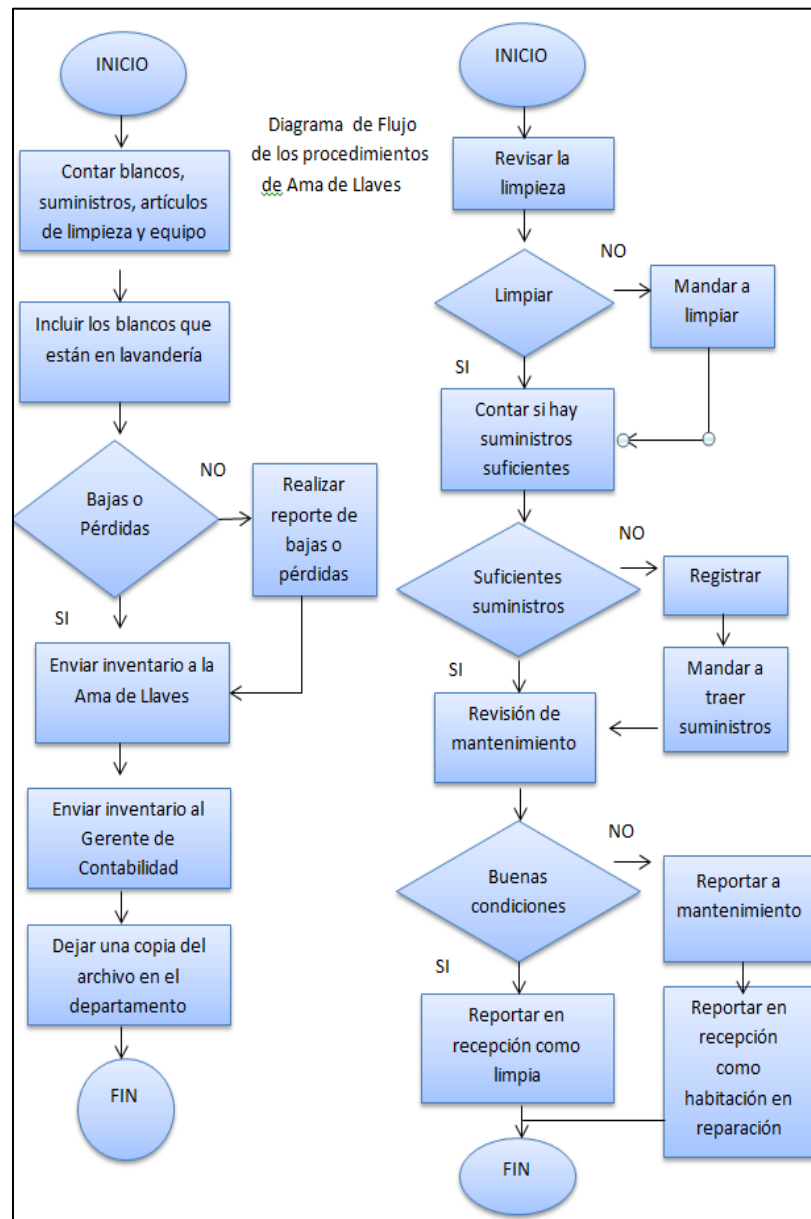 INICIO
Contar blancos,
suministros, artículos
de limpieza y equipo
Incluir los blancos que
están en lavandería
Bajas o
Pérdidas
NO
Realizar
reporte de
bajas o
pérdidas
SI
Enviar inventario a la
Ama de Llaves
Enviar inventario al
Gerente de
Contabilidad
Dejar una copia del
archivo en el
departamento
FIN
Diagrama de Flujo
de los procedimientos
de Ama de Llaves
INICIO
Revisar la
limpieza
Limpiar
NO
Mandar a
limpiar
SI
Contar si hay
suministros
suficientes
Suficientes
suministros
NO
Registrar
Mandar a
traer
suministros
SI
Revisión de
mantenimiento
Buenas
condiciones
NO
Reportar a
mantenimiento
SI
Reportar en
recepción como
limpia
Reportar en
recepción
como
habitación en
reparación
FIN